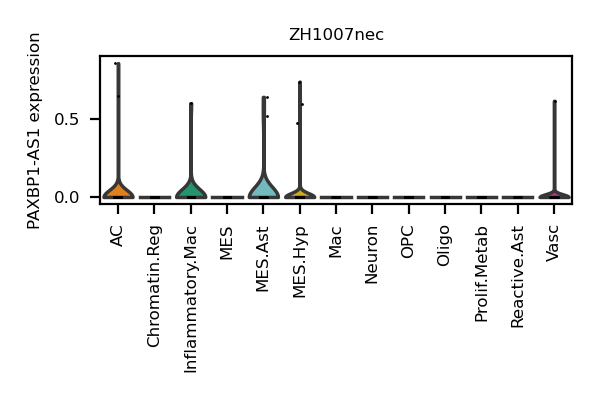 ZH1007nec
PAXBP1-AS1 expression
0.5
0.0
AC
Chromatin.Reg
Inflammatory.Mac
MES
MES.Ast
MES.Hyp
Mac
Neuron
OPC
Oligo
Prolif.Metab
Reactive.Ast
Vasc